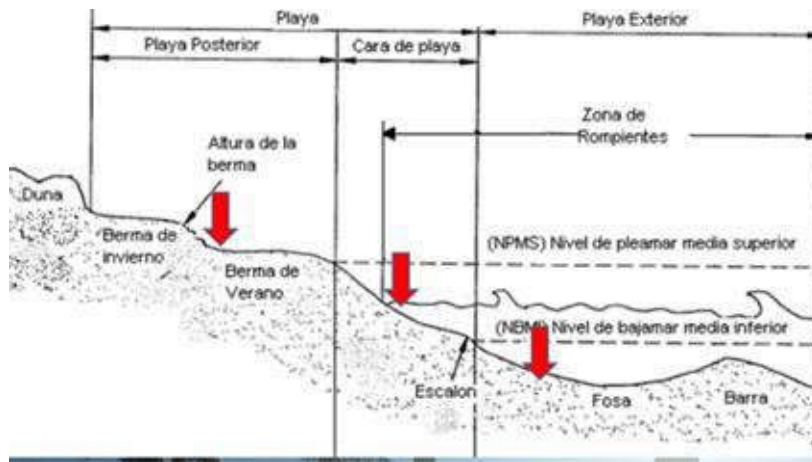 Playa
Playa Exterior
Playa Posterior
Cara de playa
Zona de
Rompientes
Altura de la
berma
Duna
Berma de
invierno
Berma de
Verano
(NPMS) Nivel de pleamar media superior
(NBMI) Nivel de bajamar media inferior
Escalon
Fosa
Barra